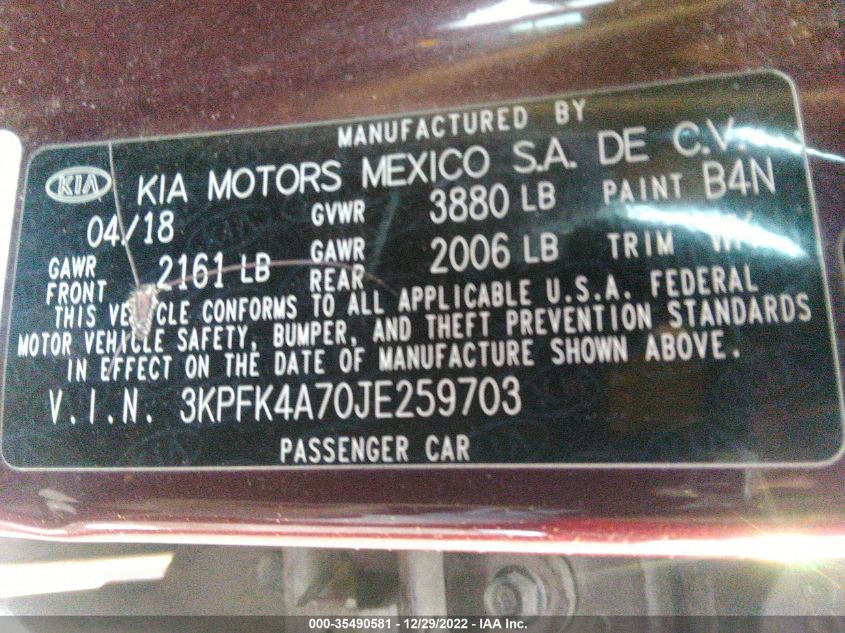 MANUFACTURED BY
KIA KIA MOTORS MEXICO S.A. DE C.V.
04/18 GVWR 3880 LB PAINT B4N
GAWR FRONT 2161 LB GAWR REAR 2006 LB TRIM
THIS VEHICLE CONFORMS TO ALL APPLICABLE U.S.A. FEDERAL
MOTOR VEHICLE SAFETY, BUMPER, AND THEFT PREVENTION STANDARDS
IN EFFECT ON THE DATE OF MANUFACTURE SHOWN ABOVE.
V.I.N. 3KPFK4A70JE259703
PASSENGER CAR
000-35490581 - 12/29/2022 - IAA Inc.